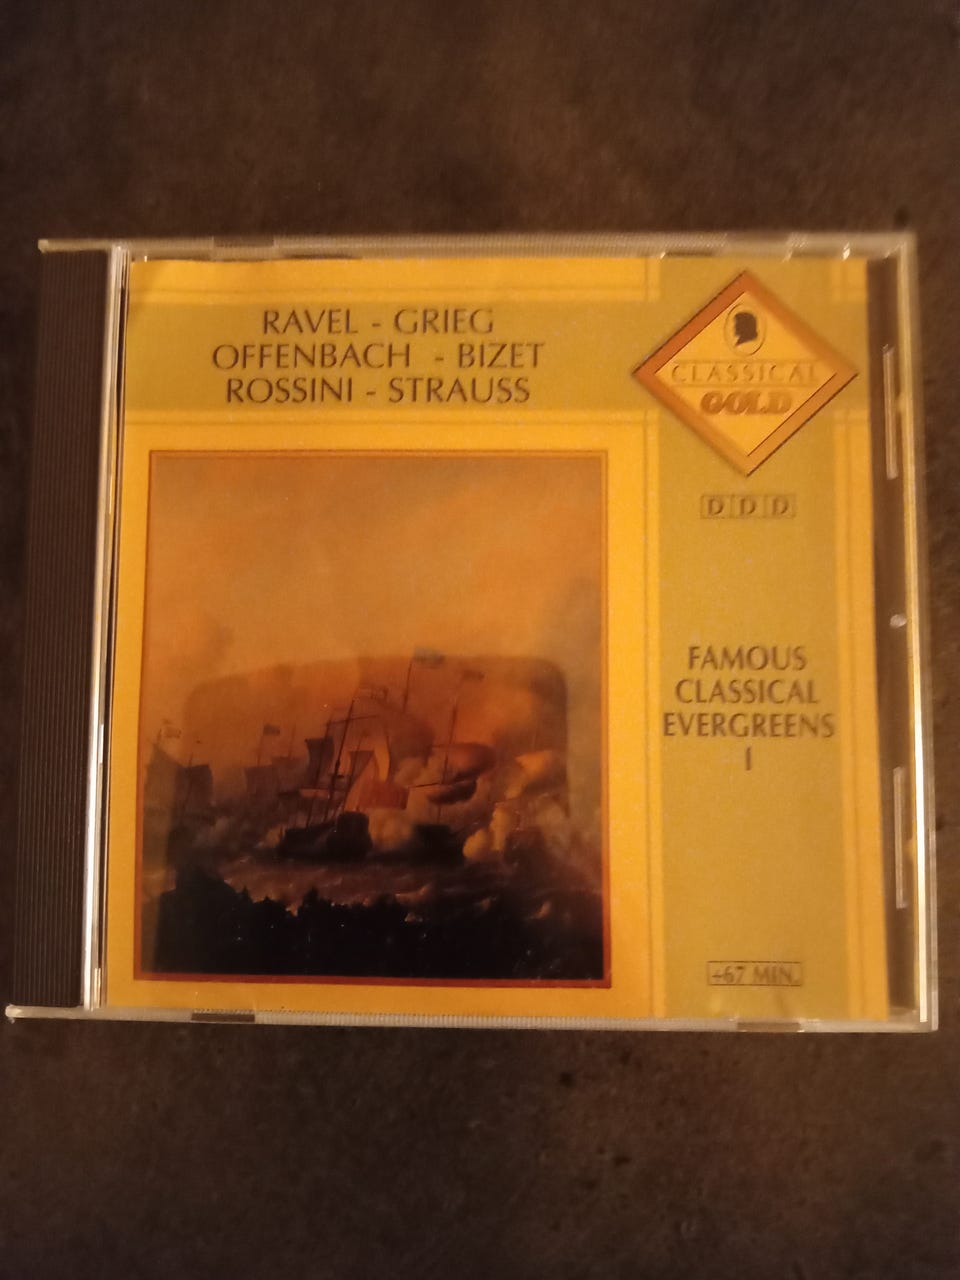 RAVEL - GRIEG
OFFENBACH - BIZET
ROSSINI - STRAUSS
CLASSICAL
GOLD
DDD
FAMOUS
CLASSICAL
EVERGREENS
I
+67 MIN.